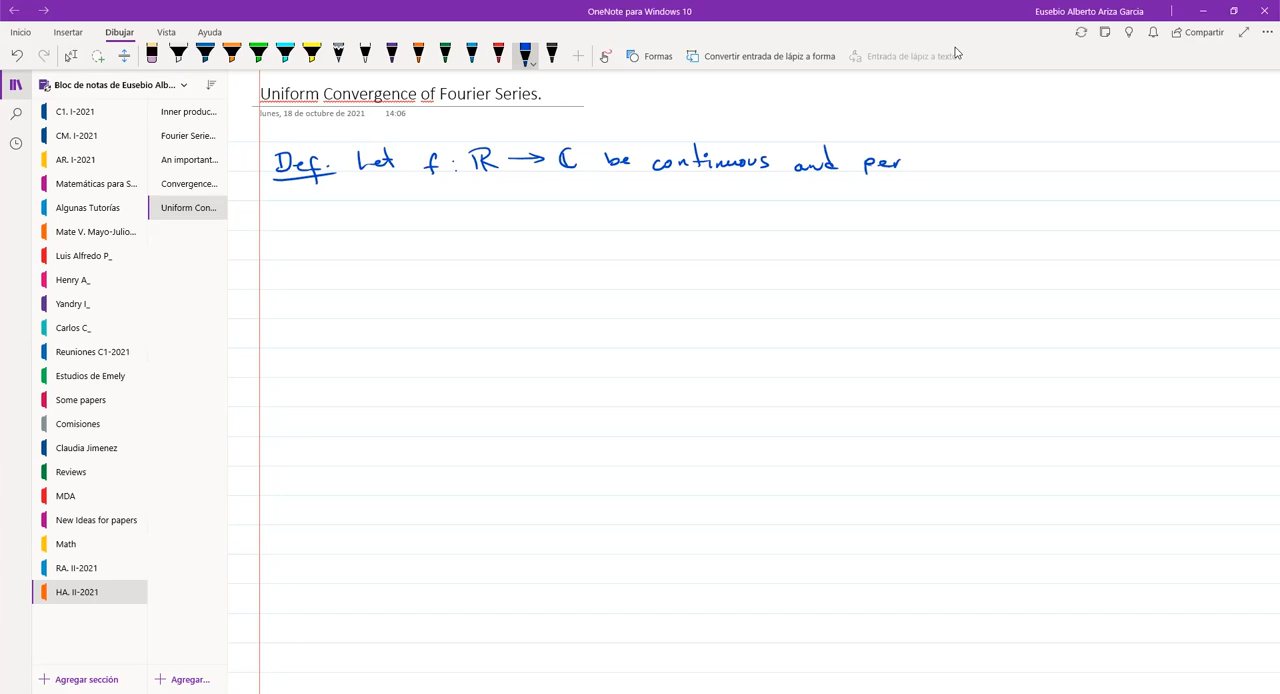 OneNote para Windows 10
Eusebio Alberto Ariza Garcia
Inicio
Insertar
Dibujar
Vista
Ayuda
Compartir
Formas
Convertir entrada de lápiz a forma
Entrada de lápiz a texto
Bloc de notas de Eusebio Alb...
C1. I-2021
CM. I-2021
AR. I-2021
Matemáticas para S...
Algunas Tutorías
Mate V. Mayo-Julio...
Luis Alfredo P_
Henry A_
Yandry I_
Carlos C_
Reuniones C1-2021
Estudios de Emely
Some papers
Comisiones
Claudia Jimenez
Reviews
MDA
New Ideas for papers
Math
RA. II-2021
HA. II-2021
Agregar sección
Inner produc...
Fourier Serie...
An important...
Convergence...
Uniform Con...
Agregar...
Uniform Convergence of Fourier Series.
lunes, 18 de octubre de 2021 14:06
Def. Let f : ℝ → ℂ be continuous and per